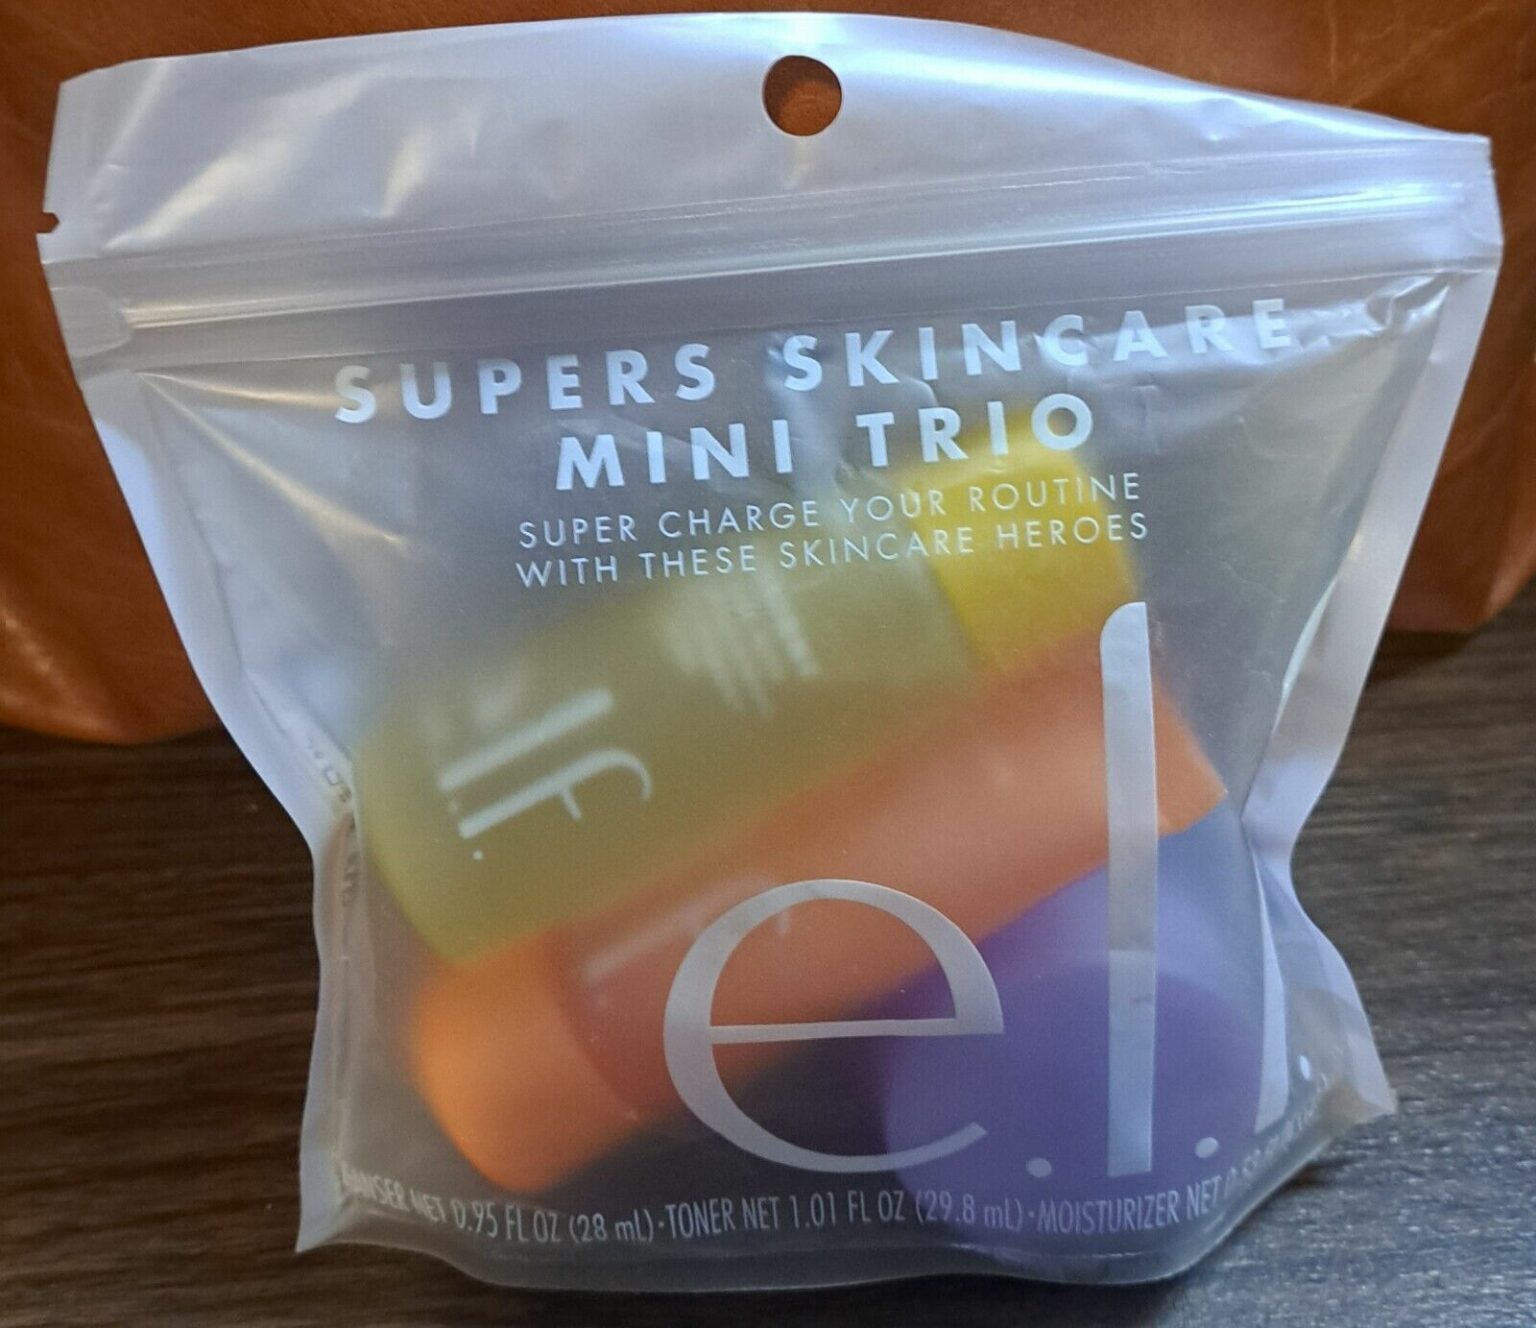 SUPERS SKINCARE
MINI TRIO
SUPER CHARGE YOUR ROUTINE
WITH THESE SKINCARE HEROES
elf
e.l.
NET 0.95 FL OZ (28 mL)·TONER NET 1.01 FL OZ (29.8 mL)·MOISTURIZER NET